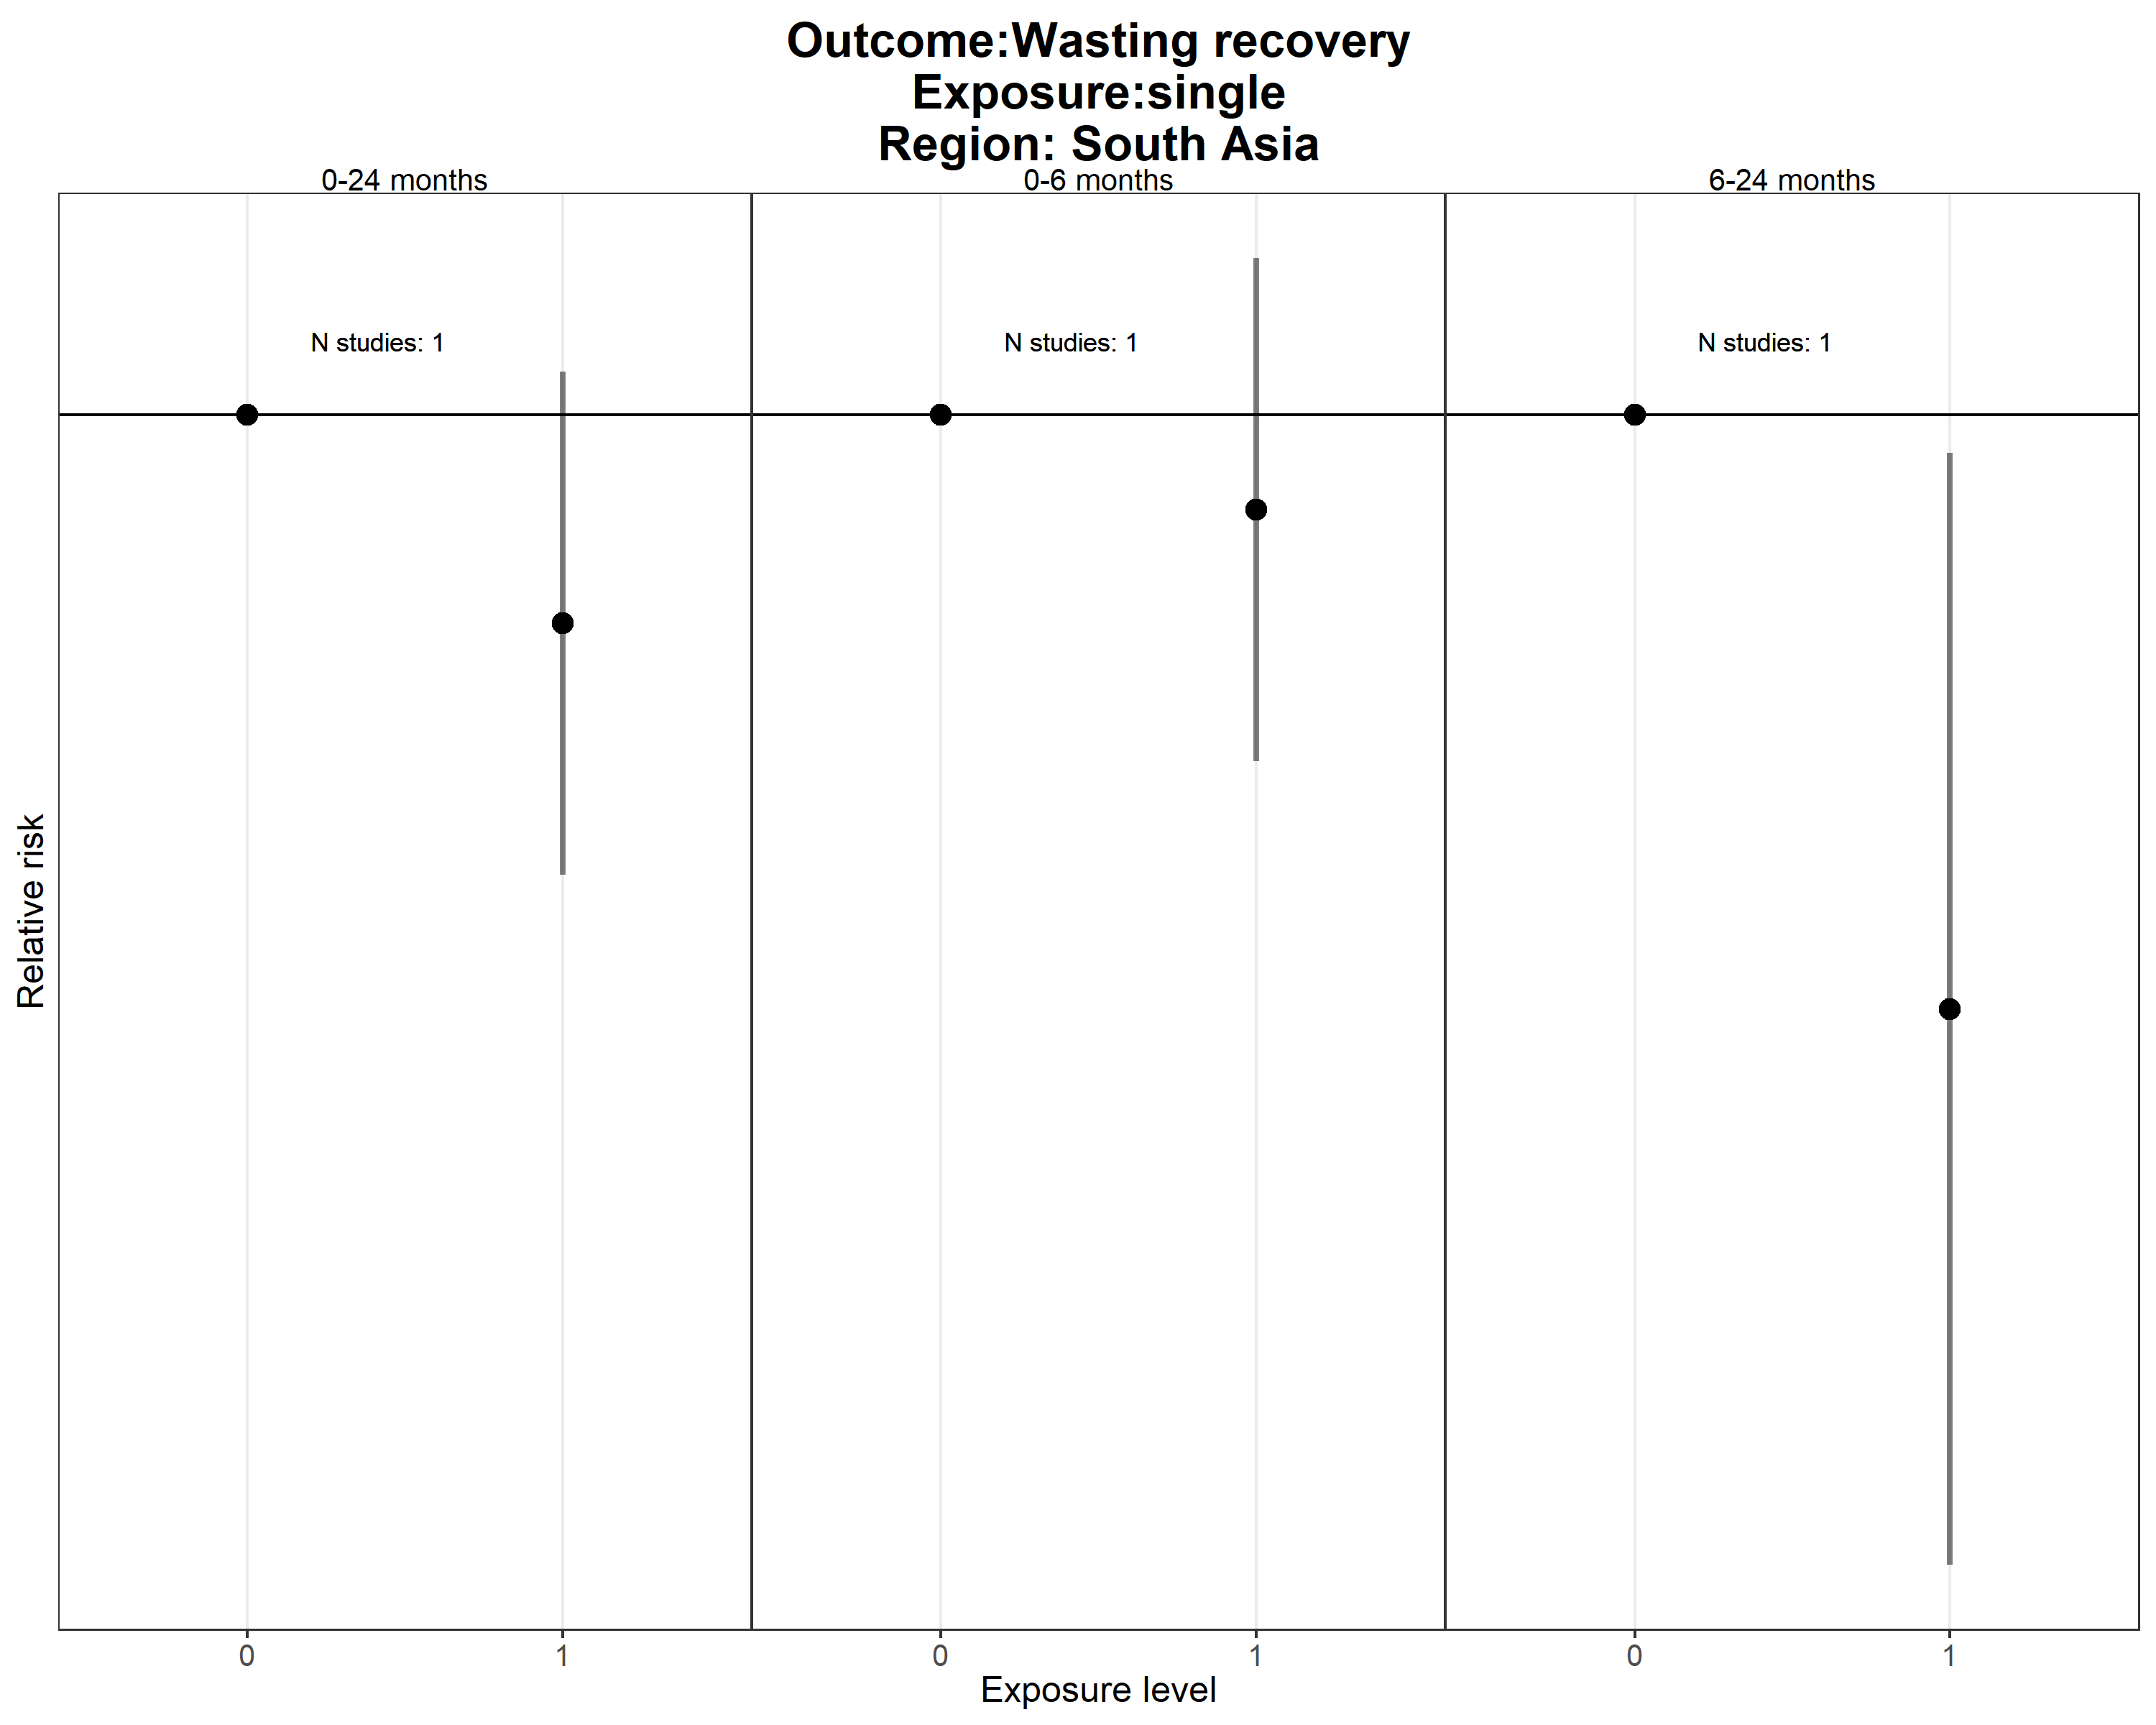 Outcome:Wasting recovery
Exposure:single
Region: South Asia
0-24 months
0-6 months
6-24 months
N studies: 1
N studies: 1
N studies: 1
Relative risk
0
1
0
1
0
1
Exposure level